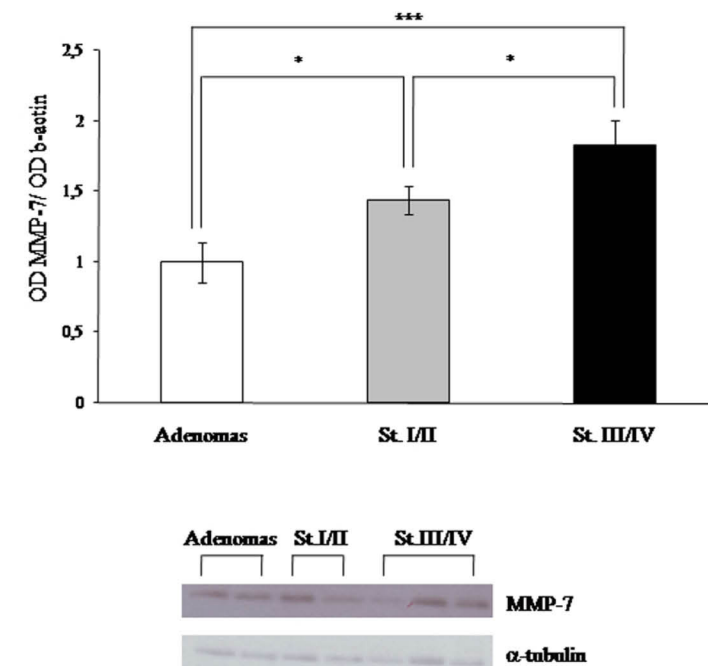 ***
2,5
* *
2
1,5
1
0,5
0
OD MMP-7/ OD b-actin
Adenomas St. I/II St. III/IV
Adenomas St.I/II St.III/IV
MMP-7
α-tubulin